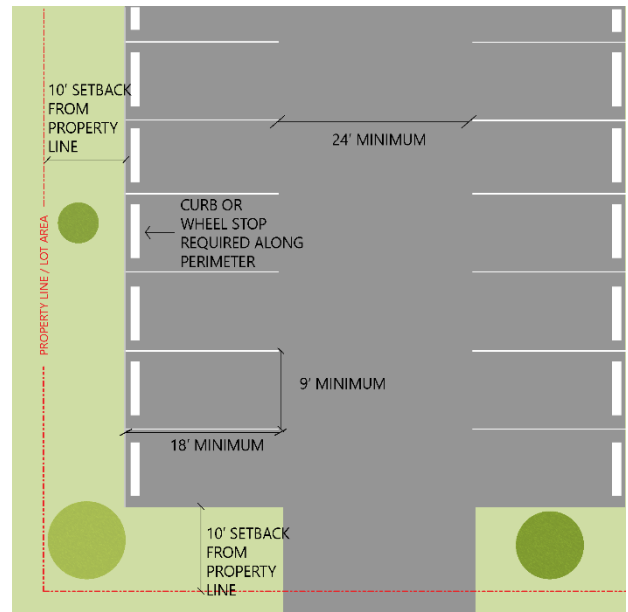 10' SETBACK
FROM
PROPERTY
LINE
24' MINIMUM
CURB OR
WHEEL STOP
REQUIRED ALONG
PERIMETER
PROPERTY LINE / LOT AREA
9' MINIMUM
18' MINIMUM
10' SETBACK
FROM
PROPERTY
LINE